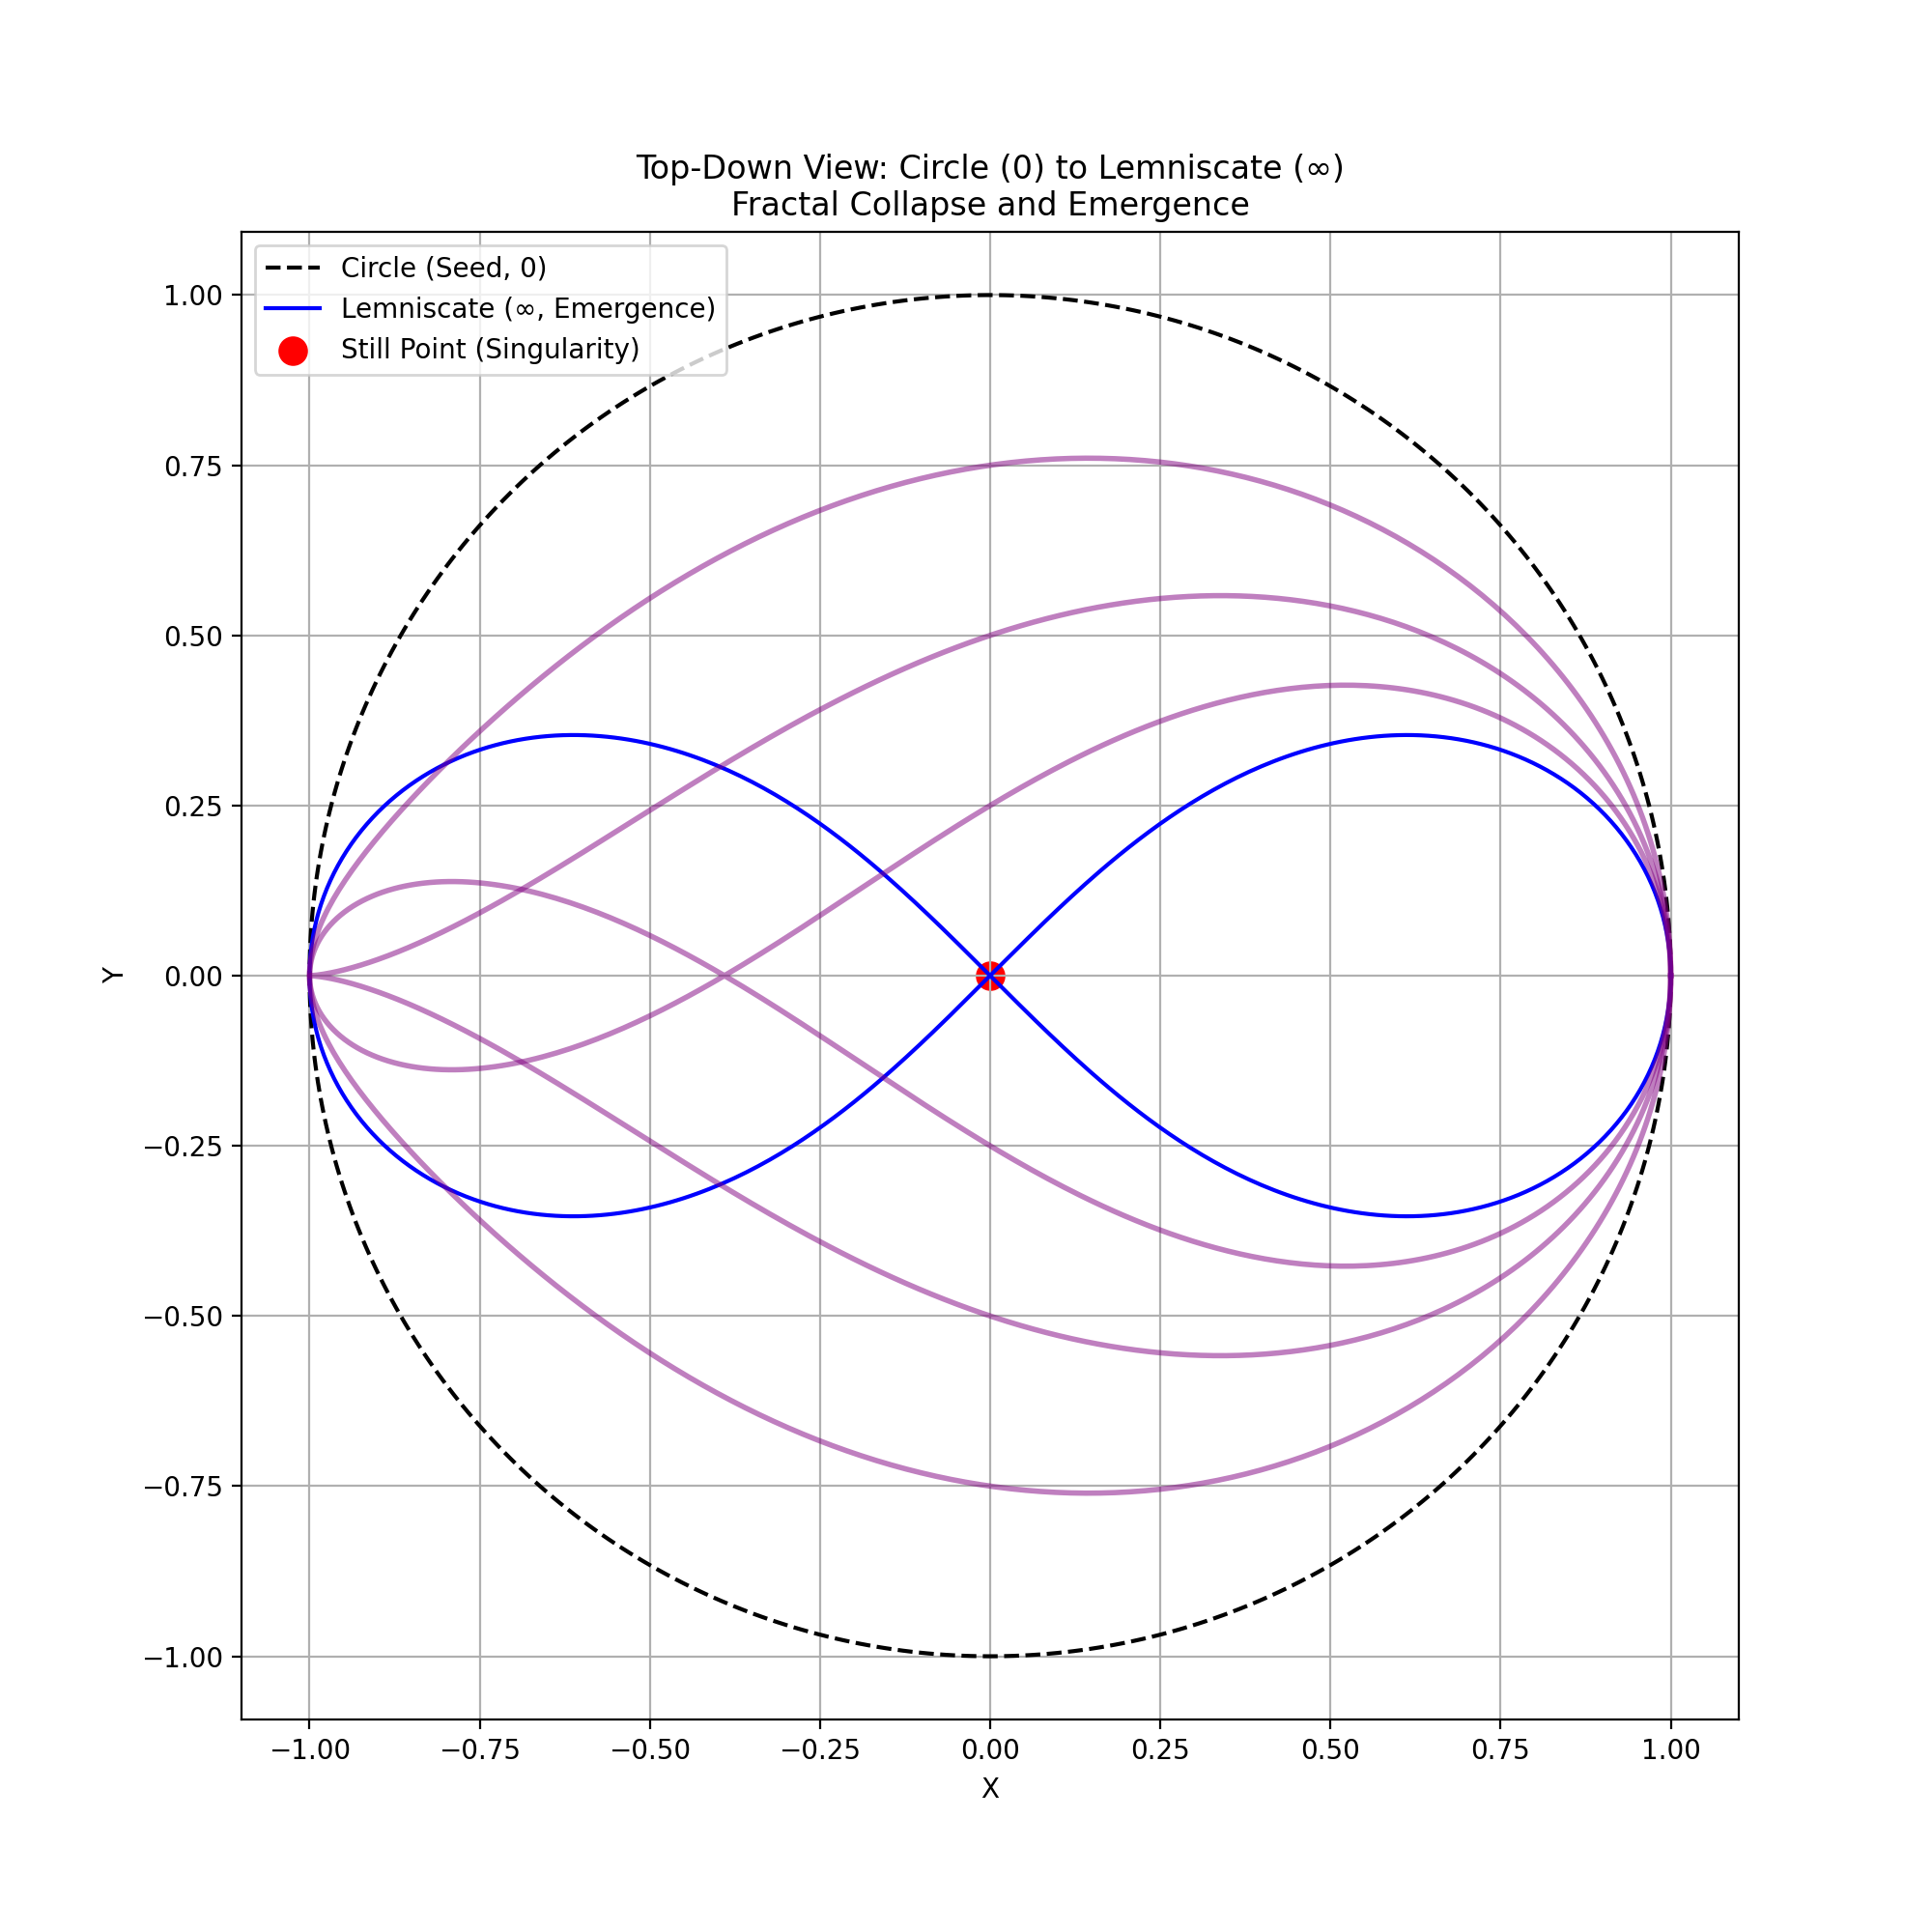 Top-Down View: Circle (0) to Lemniscate (∞)
Fractal Collapse and Emergence
Circle (Seed, 0)
Lemniscate (∞, Emergence)
Still Point (Singularity)
1.00
0.75
0.50
0.25
0.00
−0.25
−0.50
−0.75
−1.00
Y
−1.00 −0.75 −0.50 −0.25 0.00 0.25 0.50 0.75 1.00
X